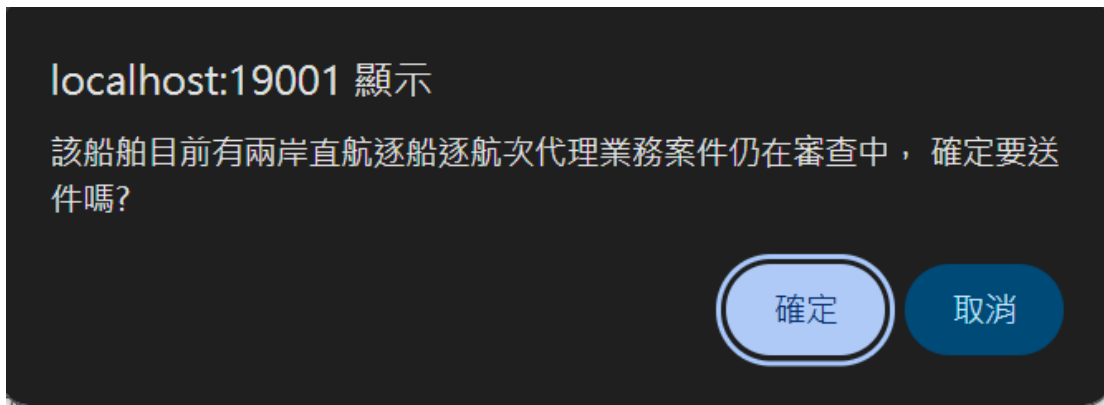 localhost:19001 顯示
該船舶目前有兩岸直航逐船逐航次代理業務案件仍在審查中， 確定要送
件嗎?
確定
取消